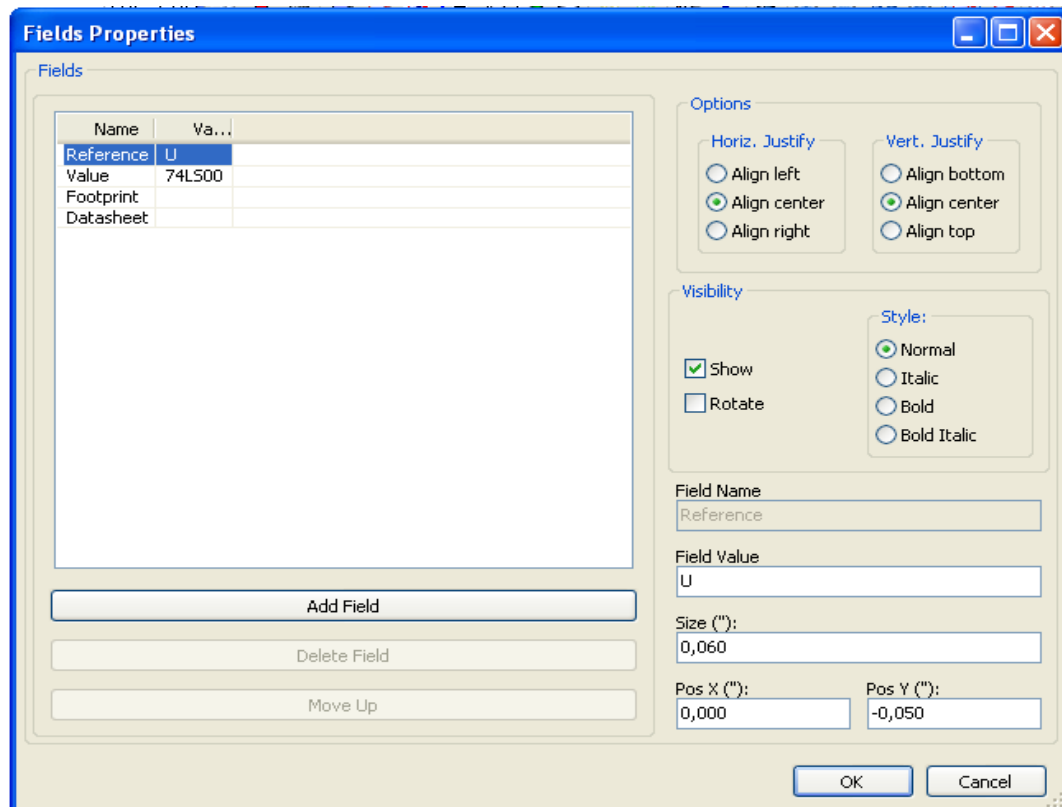 Fields Properties
Fields
Name Va...
Reference U
Value 74LS00
Footprint
Datasheet
Add Field
Delete Field
Move Up
Options
Horiz. Justify
Align left
Align center
Align right
Vert. Justify
Align bottom
Align center
Align top
Visibility
Show
Rotate
Style:
Normal
Italic
Bold
Bold Italic
Field Name
Reference
Field Value
U
Size ("):
0,060
Pos X ("):
0,000
Pos Y ("):
-0,050
OK
Cancel